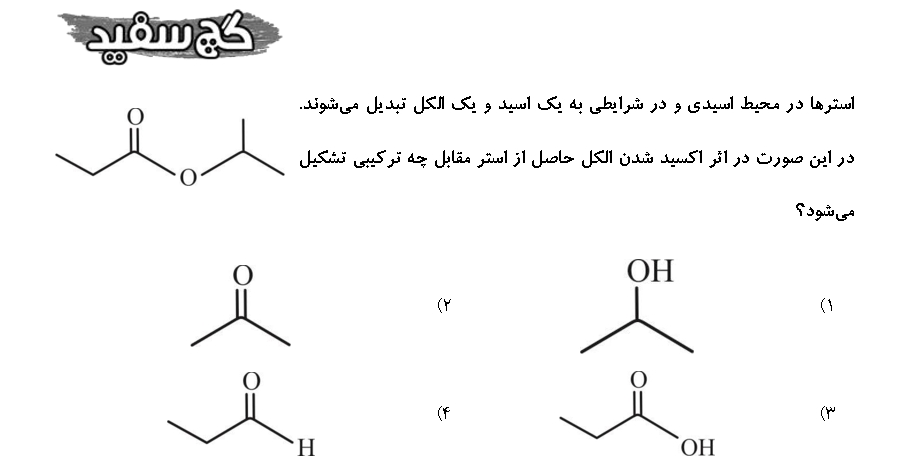 گچ سفید
استرها در محیط اسیدی و در شرایطی به یک اسید و یک الکل تبدیل می‌شوند.
O
O
در این صورت در اثر اکسید شدن الکل حاصل از استر مقابل چه ترکیبی تشکیل
می‌شود؟
۱)
OH
۲)
O
۳)
O
OH
۴)
O
H